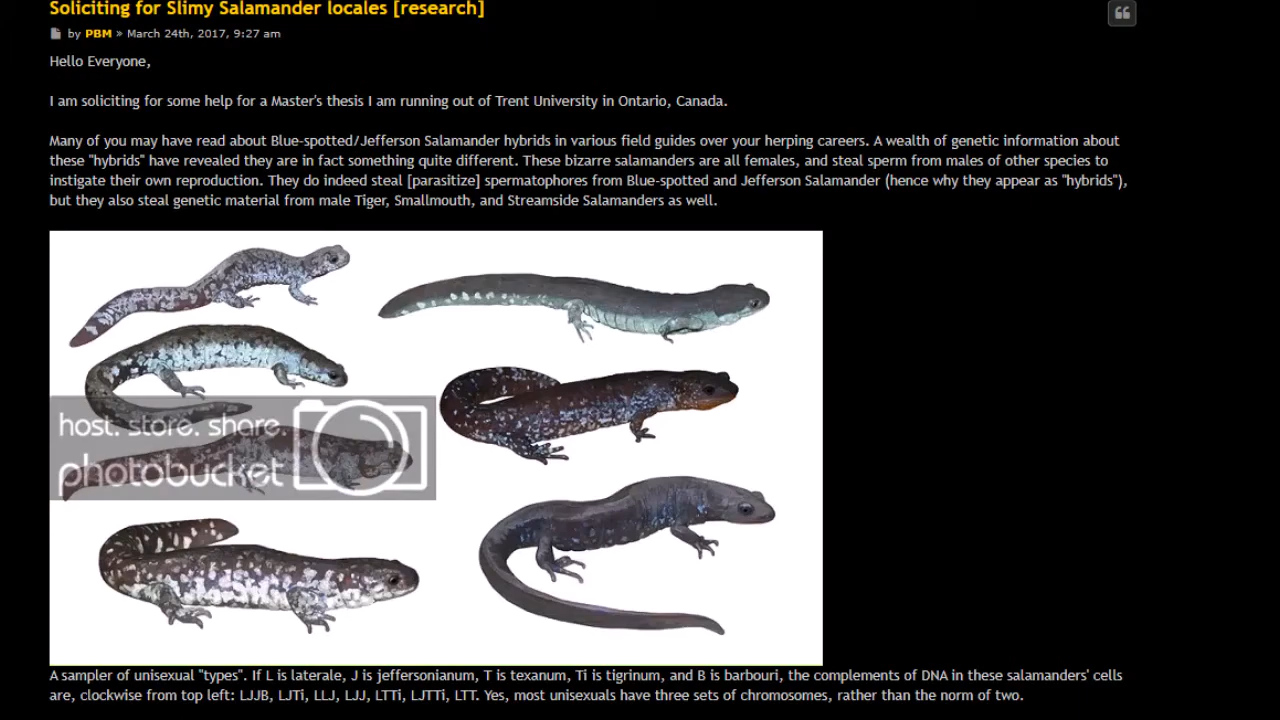 Soliciting for Slimy Salamander locales [research]
by PBM » March 24th, 2017, 9:27 am
Hello Everyone,
I am soliciting for some help for a Master's thesis I am running out of Trent University in Ontario, Canada.
Many of you may have read about Blue-spotted/Jefferson Salamander hybrids in various field guides over your herping careers. A wealth of genetic information about
these "hybrids" have revealed they are in fact something quite different. These bizarre salamanders are all females, and steal sperm from males of other species to
instigate their own reproduction. They do indeed steal [parasitize] spermatophores from Blue-spotted and Jefferson Salamander (hence why they appear as "hybrids"),
but they also steal genetic material from male Tiger, Smallmouth, and Streamside Salamanders as well.
host. store. share.
photobucket
A sampler of unisexual "types". If L is laterale, J is jeffersonianum, T is texanum, Ti is tigrinum, and B is barbouri, the complements of DNA in these salamanders' cells
are, clockwise from top left: LJJB, LJTi, LLJ, LJJ, LTTi, LJTTi, LTT. Yes, most unisexuals have three sets of chromosomes, rather than the norm of two.